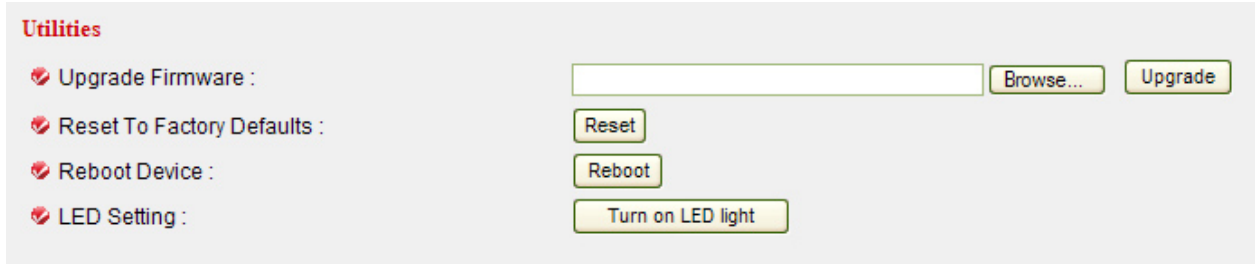 Utilities
Upgrade Firmware : Browse... Upgrade
Reset To Factory Defaults : Reset
Reboot Device : Reboot
LED Setting : Turn on LED light